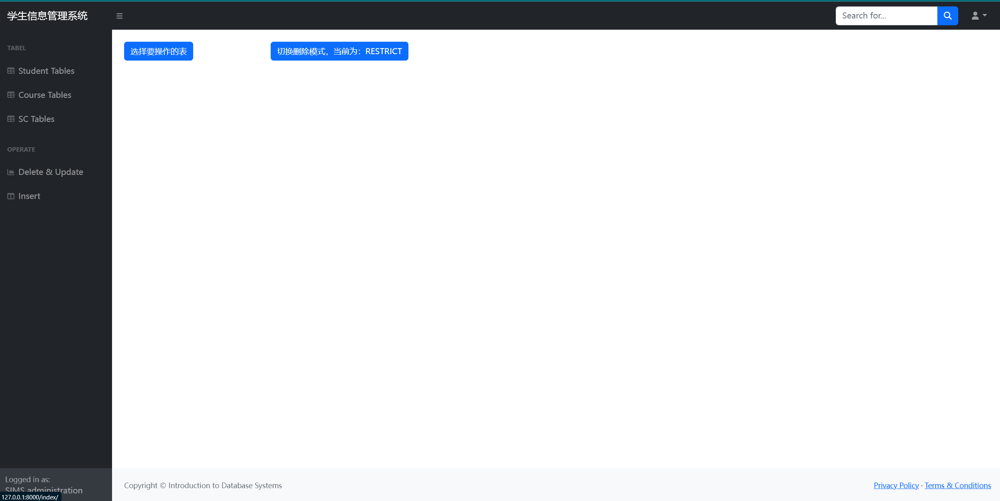 学生信息管理系统
Search for...
TABEL
Student Tables
Course Tables
SC Tables
OPERATE
Delete & Update
Insert
选择要操作的表
切换删除模式，当前为：RESTRICT
Logged in as:
SIMS administration
127.0.0.1:8000/index/
Copyright © Introduction to Database Systems
Privacy Policy · Terms & Conditions